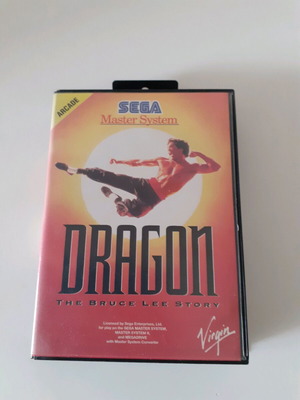 ARCADE
SEGA
Master System
DRAGON
THE BRUCE LEE STORY
Licensed by Sega Enterprises, Ltd.
for play on the SEGA MASTER SYSTEM,
MASTER SYSTEM II,
and MEGADRIVE
with Master System Converter
Virgin